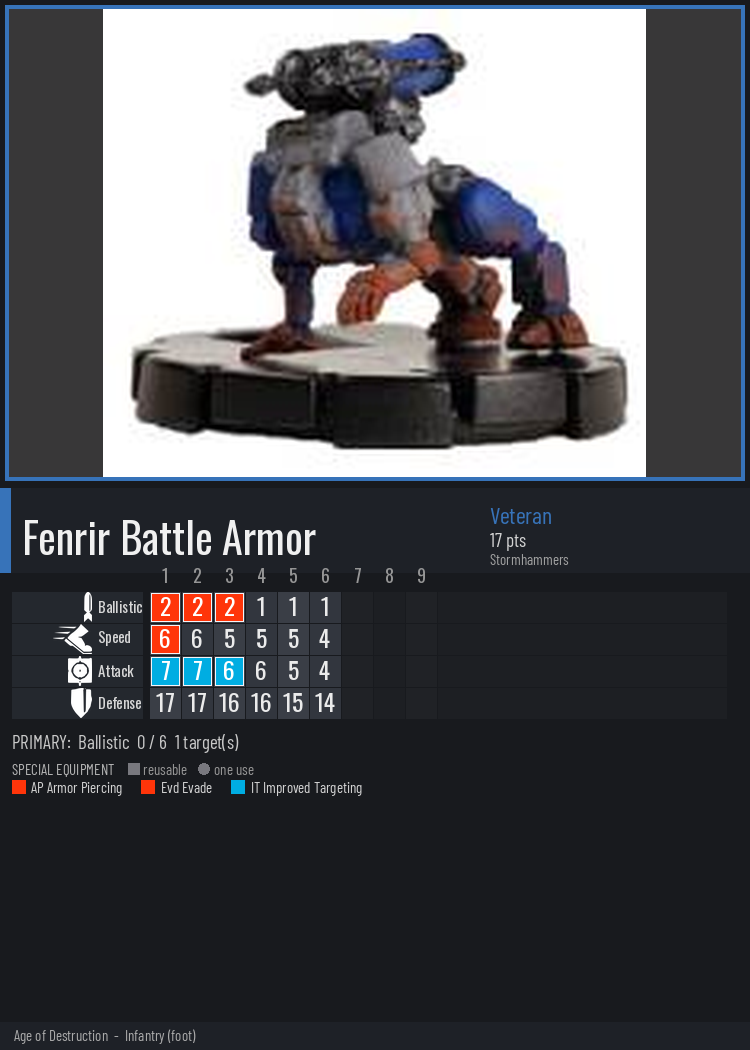 Fenrir Battle Armor
Veteran
17 pts
Stormhammers
1 2 3 4 5 6 7 8 9
Ballistic 2 2 2 1 1 1
Speed 6 6 5 5 5 4
Attack 7 7 6 6 5 4
Defense 17 17 16 16 15 14
PRIMARY: Ballistic 0 / 6 1 target(s)
SPECIAL EQUIPMENT reusable one use
AP Armor Piercing Evd Evade IT Improved Targeting
Age of Destruction - Infantry (foot)